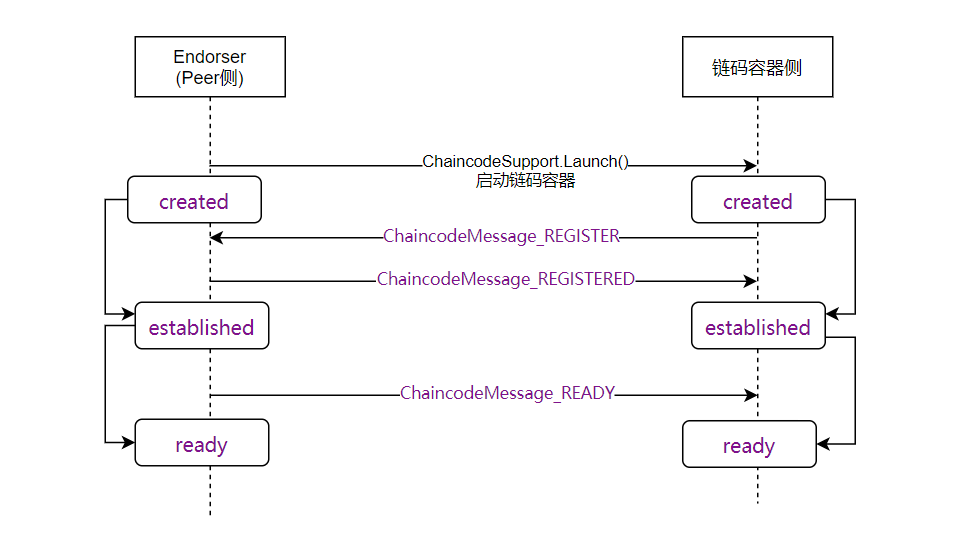 Endorser
(Peer侧)
链码容器侧
ChaincodeSupport.Launch()
启动链码容器
created
created
ChaincodeMessage_REGISTER
ChaincodeMessage_REGISTERED
established
established
ChaincodeMessage_READY
ready
ready